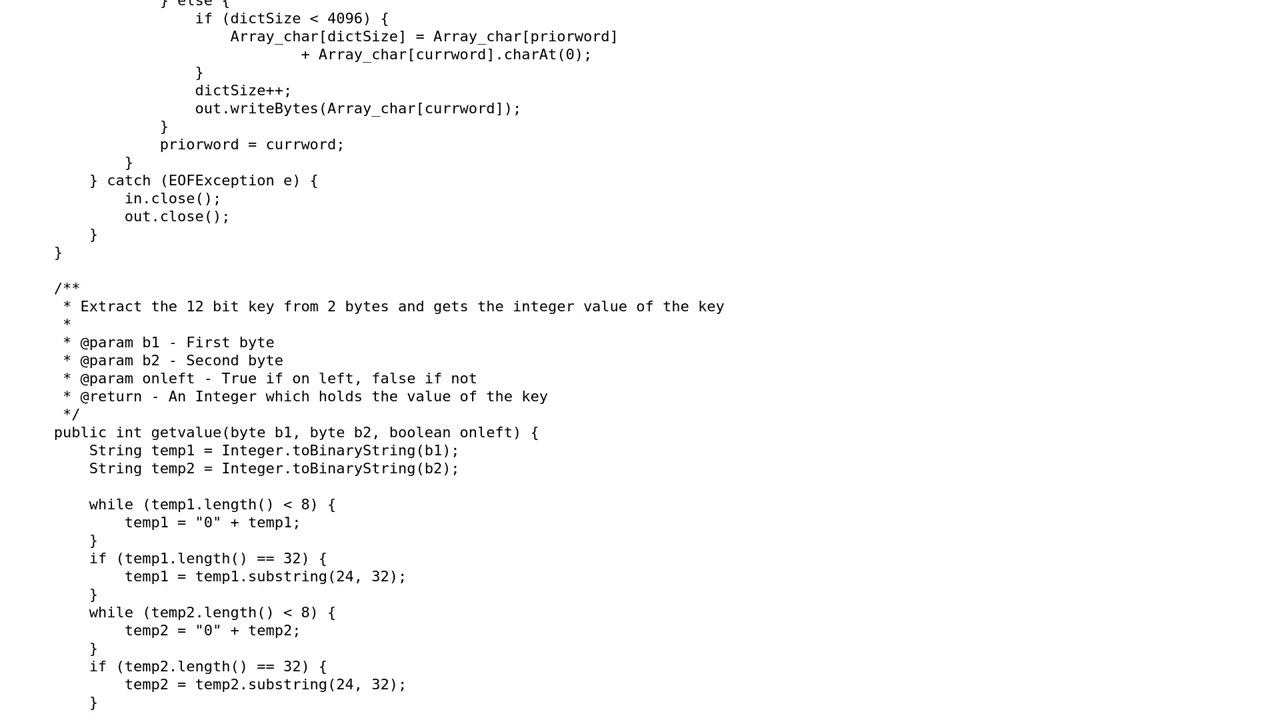 } else {
if (dictSize < 4096) {
Array_char[dictSize] = Array_char[priorword]
+ Array_char[currword].charAt(0);
}
dictSize++;
out.writeBytes(Array_char[currword]);
}
priorword = currword;
}
} catch (EOFException e) {
in.close();
out.close();
}
}
/**
* Extract the 12 bit key from 2 bytes and gets the integer value of the key
*
* @param b1 - First byte
* @param b2 - Second byte
* @param onleft - True if on left, false if not
* @return - An Integer which holds the value of the key
*/
public int getvalue(byte b1, byte b2, boolean onleft) {
String temp1 = Integer.toBinaryString(b1);
String temp2 = Integer.toBinaryString(b2);
while (temp1.length() < 8) {
temp1 = "0" + temp1;
}
if (temp1.length() == 32) {
temp1 = temp1.substring(24, 32);
}
while (temp2.length() < 8) {
temp2 = "0" + temp2;
}
if (temp2.length() == 32) {
temp2 = temp2.substring(24, 32);
}